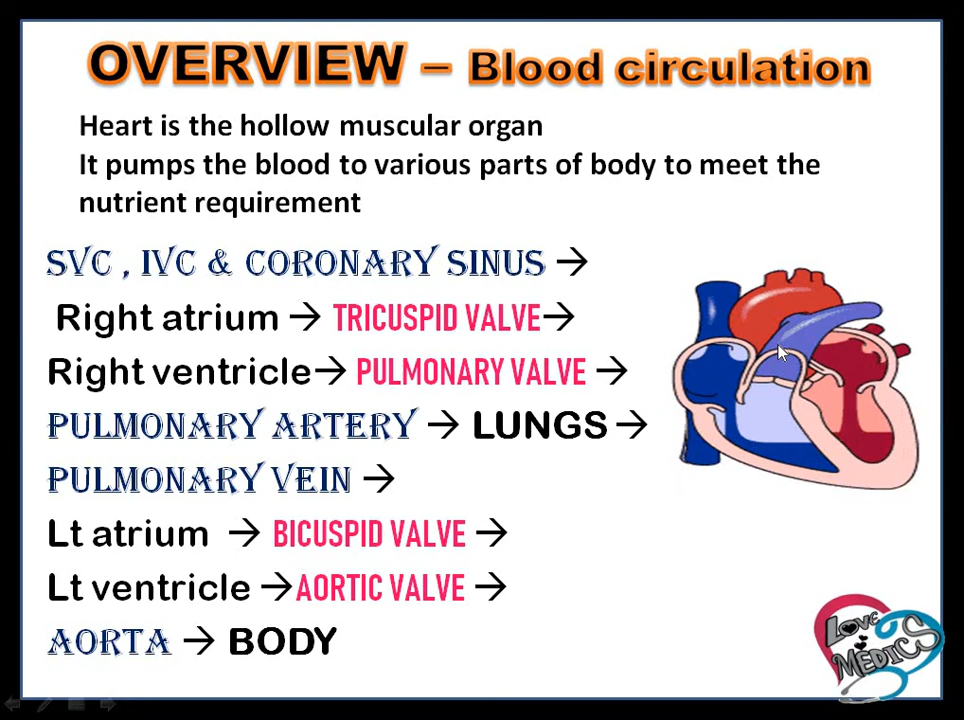 OVERVIEW – Blood circulation
Heart is the hollow muscular organ
It pumps the blood to various parts of body to meet the
nutrient requirement
SVC , IVC & CORONARY SINUS →
Right atrium → TRICUSPID VALVE→
Right ventricle→ PULMONARY VALVE →
PULMONARY ARTERY → LUNGS →
PULMONARY VEIN →
Lt atrium → BICUSPID VALVE →
Lt ventricle →AORTIC VALVE →
AORTA → BODY
LOVE
MEDICS